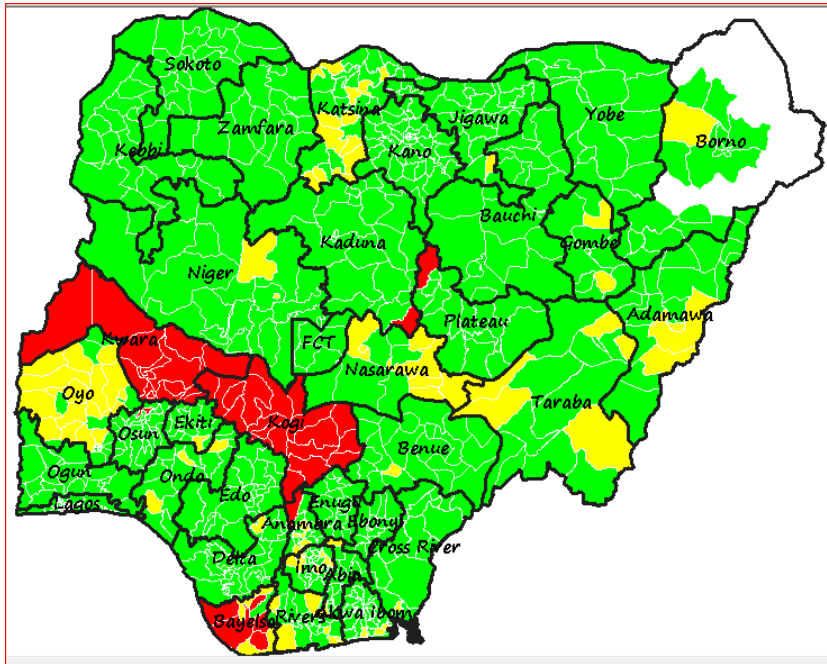 Sokoto
Katsina
Zamfara
Jigawa
Yobe
Kebbi
Kano
Borno
Bauchi
Kaduna
Gombe
Niger
Adamawa
Plateau
Kwara
FCT
Nasarawa
Oyo
Taraba
Kogi
Ekiti
Osun
Benue
Ogun
Ondo
Edo
Lagos
Enugu
Anambra
Ebonyi
Cross River
Delta
Imo
Abia
Bayelsa
Rivers
Akwa Ibom